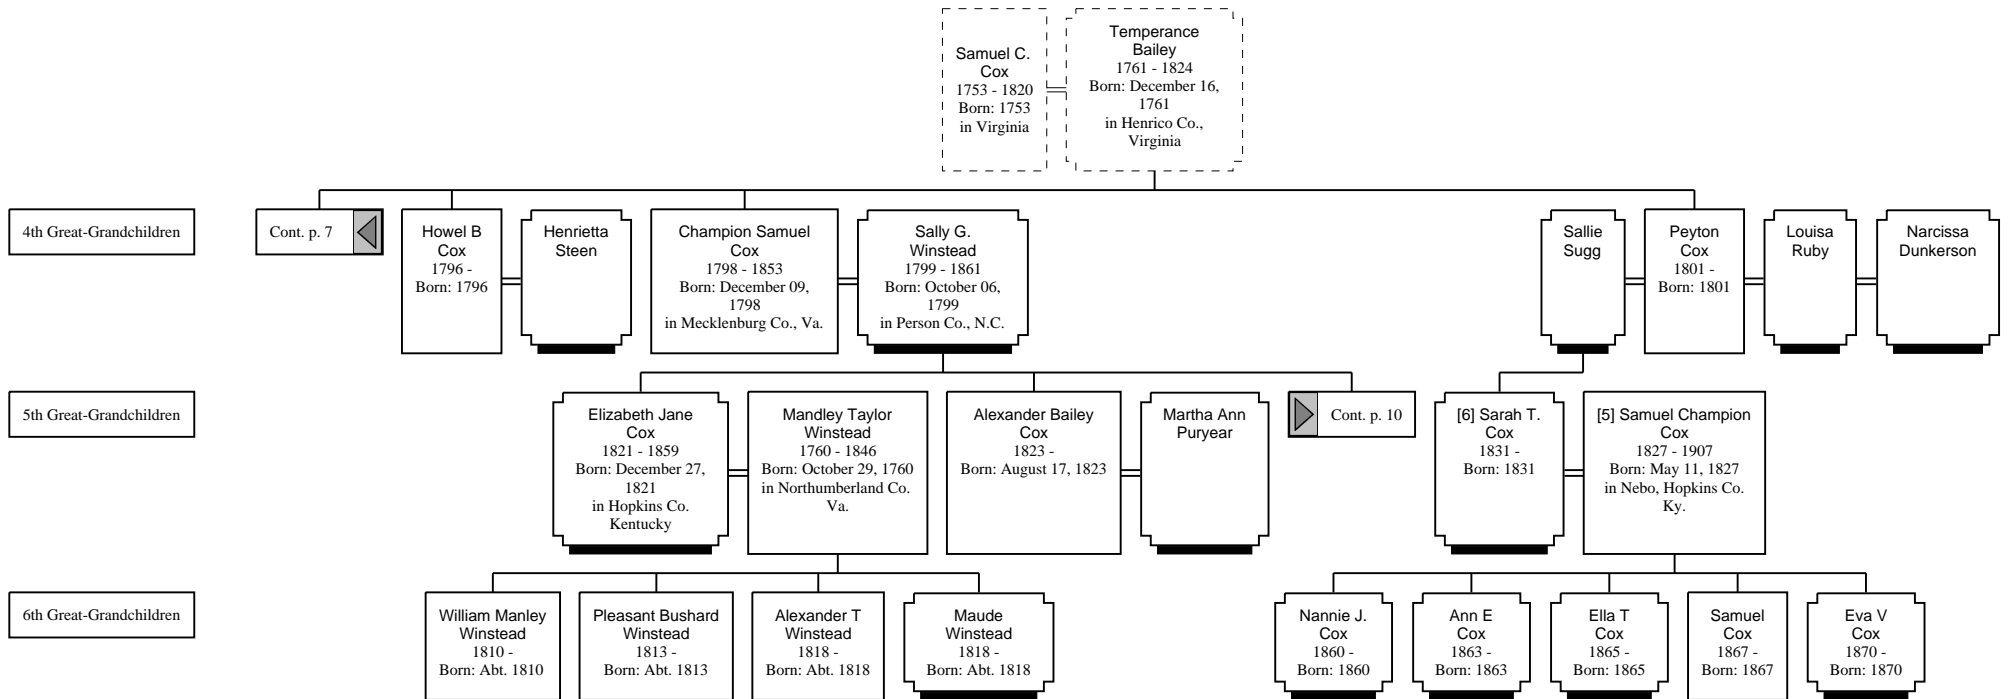 Samuel C.
Cox
1753 - 1820
Born: 1753
in Virginia
Temperance
Bailey
1761 - 1824
Born: December 16,
1761
in Henrico Co.,
Virginia
4th Great-Grandchildren
Cont. p. 7
Howel B
Cox
1796 -
Born: 1796
Henrietta
Steen
Champion Samuel
Cox
1798 - 1853
Born: December 09,
1798
in Mecklenburg Co., Va.
Sally G.
Winstead
1799 - 1861
Born: October 06,
1799
in Person Co., N.C.
Sallie
Sugg
Peyton
Cox
1801 -
Born: 1801
Louisa
Ruby
Narcissa
Dunkerson
5th Great-Grandchildren
Elizabeth Jane
Cox
1821 - 1859
Born: December 27,
1821
in Hopkins Co.
Kentucky
Mandley Taylor
Winstead
1760 - 1846
Born: October 29, 1760
in Northumberland Co.
Va.
Alexander Bailey
Cox
1823 -
Born: August 17, 1823
Martha Ann
Puryear
Cont. p. 10
[6] Sarah T.
Cox
1831 -
Born: 1831
[5] Samuel Champion
Cox
1827 - 1907
Born: May 11, 1827
in Nebo, Hopkins Co.
Ky.
6th Great-Grandchildren
William Manley
Winstead
1810 -
Born: Abt. 1810
Pleasant Bushard
Winstead
1813 -
Born: Abt. 1813
Alexander T
Winstead
1818 -
Born: Abt. 1818
Maude
Winstead
1818 -
Born: Abt. 1818
Nannie J.
Cox
1860 -
Born: 1860
Ann E
Cox
1863 -
Born: 1863
Ella T
Cox
1865 -
Born: 1865
Samuel
Cox
1867 -
Born: 1867
Eva V
Cox
1870 -
Born: 1870